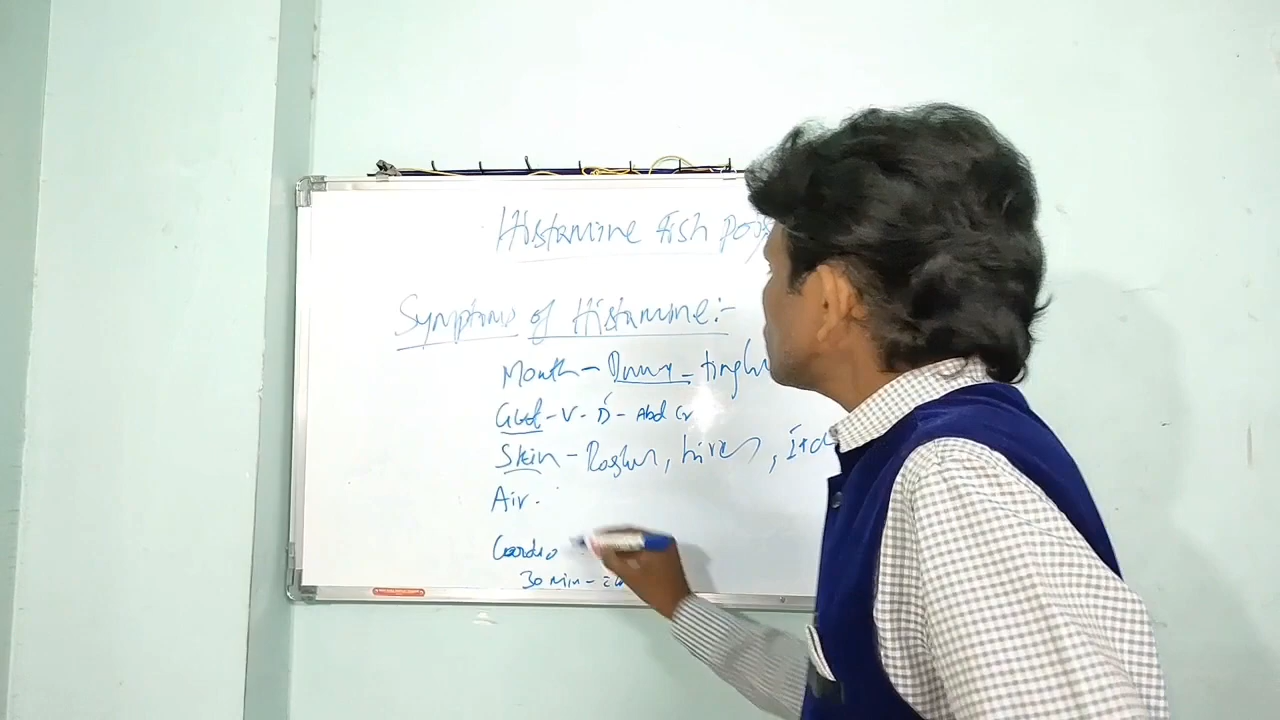 Histamine Fish Pois
Symptoms of Histamine:-
Mouth - tinglin
Gut - V - D - Abd Cr
Skin - Rashes, hives, Itch
Air.
Cardio
30 min - 24